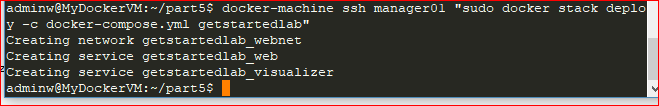 adminw@MyDockerVM:~/part5$ docker-machine ssh manager01 "sudo docker stack deplo
y -c docker-compose.yml getstartedlab"
Creating network getstartedlab_webnet
Creating service getstartedlab_web
Creating service getstartedlab_visualizer
adminw@MyDockerVM:~/part5$